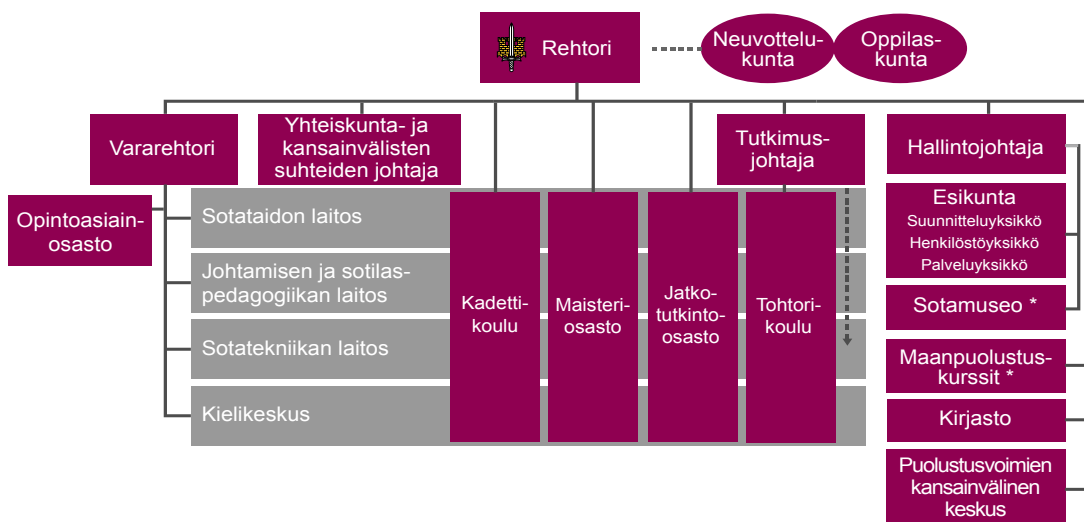 Rehtori
Neuvottelu-
kunta
Oppilas-
kunta
Vararehtori
Yhteiskunta- ja
kansainvälisten
suhteiden johtaja
Tutkimus-
johtaja
Hallintojohtaja
Opintoasiain-
osasto
Sotataidon laitos
Johtamisen ja sotilas-
pedagogiikan laitos
Sotatekniikan laitos
Kielikeskus
Kadetti-
koulu
Maisteri-
osasto
Jatko-
tutkinto-
osasto
Tohtori-
koulu
Esikunta
Suunnitteluyksikkö
Henkilöstöyksikkö
Palveluyksikkö
Sotamuseo *
Maanpuolustus-
kurssit *
Kirjasto
Puolustusvoimien
kansainvälinen
keskus